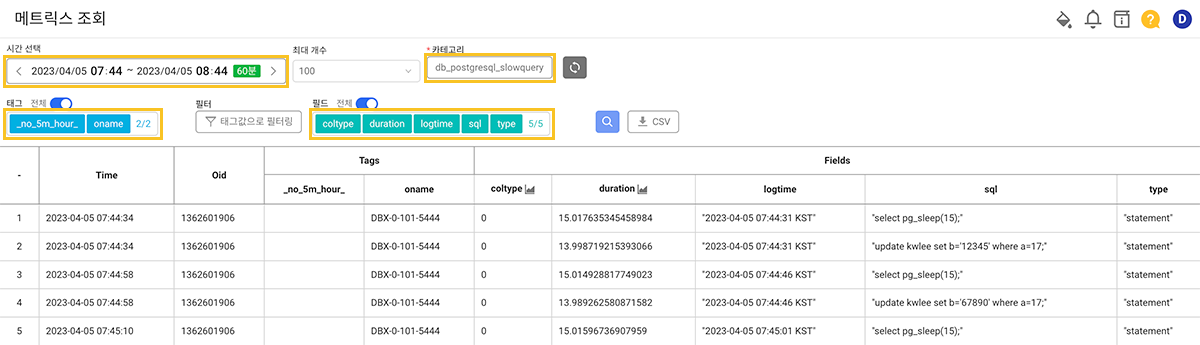 메트릭스 조회
D
시간 선택
최대 개수
* 카테고리
2023/04/05 07:44 ~ 2023/04/05 08:44 60분
100
db_postgresql_slowquery
태그 전체
필터
필드 전체
_no_5m_hour_ oname 2/2
태그값으로 필터링
coltype duration logtime sql type 5/5
CSV
- Time Oid Tags Fields
_no_5m_hour_ oname coltype duration logtime sql type
1 2023-04-05 07:44:34 1362601906 DBX-0-101-5444 0 15.017635345458984 "2023-04-05 07:44:31 KST" "select pg_sleep(15);" "statement"
2 2023-04-05 07:44:34 1362601906 DBX-0-101-5444 0 13.998719215393066 "2023-04-05 07:44:31 KST" "update kwlee set b='12345' where a=17;" "statement"
3 2023-04-05 07:44:58 1362601906 DBX-0-101-5444 0 15.014928817749023 "2023-04-05 07:44:46 KST" "select pg_sleep(15);" "statement"
4 2023-04-05 07:44:58 1362601906 DBX-0-101-5444 0 13.989262580871582 "2023-04-05 07:44:46 KST" "update kwlee set b='67890' where a=17;" "statement"
5 2023-04-05 07:45:10 1362601906 DBX-0-101-5444 0 15.01596736907959 "2023-04-05 07:45:01 KST" "select pg_sleep(15);" "statement"